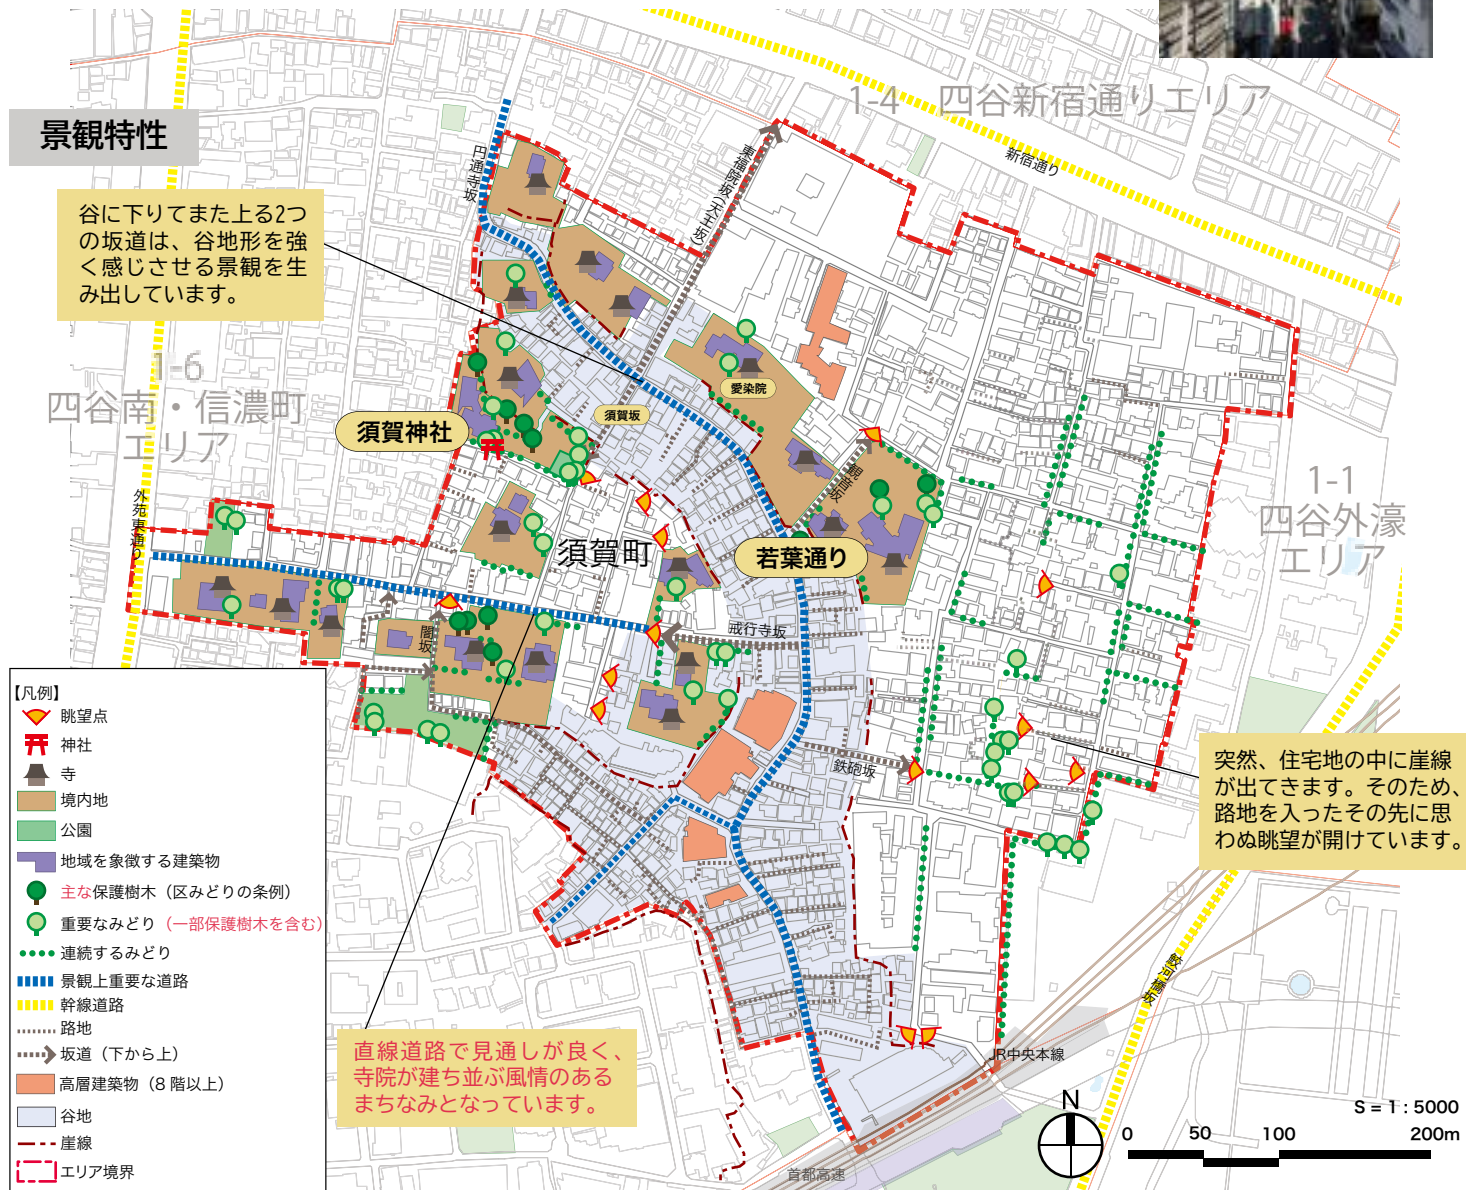 景観特性
1-4　四谷新宿通りエリア
新宿通り
円通寺坂
東福院坂(天王坂)
谷に下りてまた上る2つ
の坂道は、谷地形を強
く感じさせる景観を生
み出しています。
1-6
四谷南・信濃町
エリア
須賀神社
須賀坂
愛染院
観音坂
1-1
四谷外濠
エリア
外苑東通り
須賀町
若葉通り
戒行寺坂
闇坂
鉄砲坂
突然、住宅地の中に崖線
が出てきます。そのため、
路地を入ったその先に思
わぬ眺望が開けています。
【凡例】
眺望点
神社
寺
境内地
公園
地域を象徴する建築物
主な保護樹木（区みどりの条例）
重要なみどり（一部保護樹木を含む）
連続するみどり
景観上重要な道路
幹線道路
路地
坂道（下から上）
高層建築物（8 階以上）
谷地
崖線
エリア境界
直線道路で見通しが良く、
寺院が建ち並ぶ風情のある
まちなみとなっています。
鮫河橋坂
JR中央本線
首都高速
N
S = 1 : 5000
0 50 100 200m